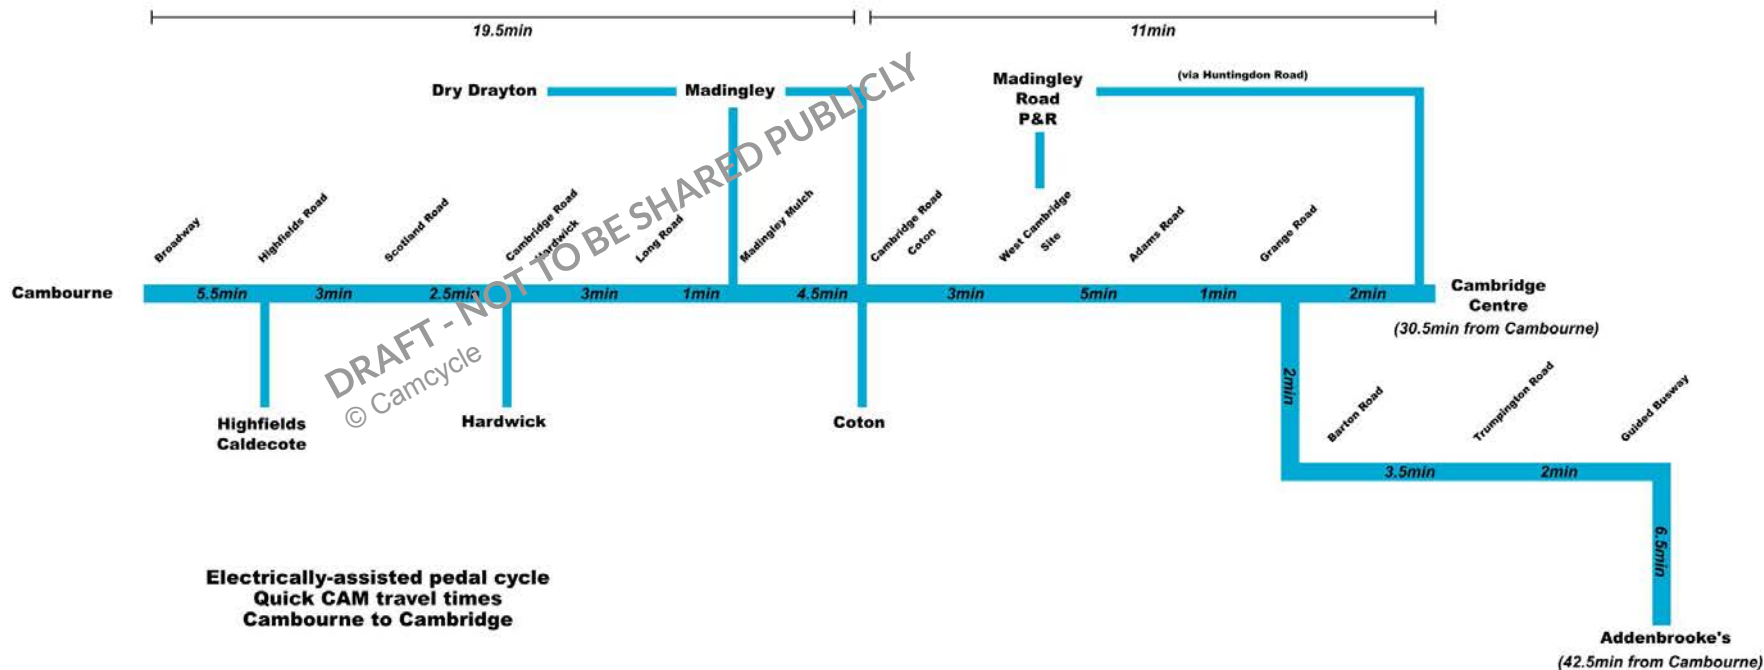 19.5min
11min
Dry Drayton
Madingley
Madingley
Road
P&R
(via Huntingdon Road)
Broadway
Highfields Road
Scotland Road
Cambridge Road
Hardwick
Long Road
Madingley Mulch
Cambridge Road
Coton
West Cambridge
Site
Adams Road
Grange Road
Cambourne
5.5min
3min
2.5min
3min
1min
4.5min
3min
5min
1min
2min
Cambridge
Centre
(30.5min from Cambourne)
DRAFT - NOT TO BE SHARED PUBLICLY
© Camcycle
Highfields
Caldecote
Hardwick
Coton
2min
Barton Road
Trumpington Road
Guided Busway
3.5min
2min
6.5min
Addenbrooke's
(42.5min from Cambourne)
Electrically-assisted pedal cycle
Quick CAM travel times
Cambourne to Cambridge